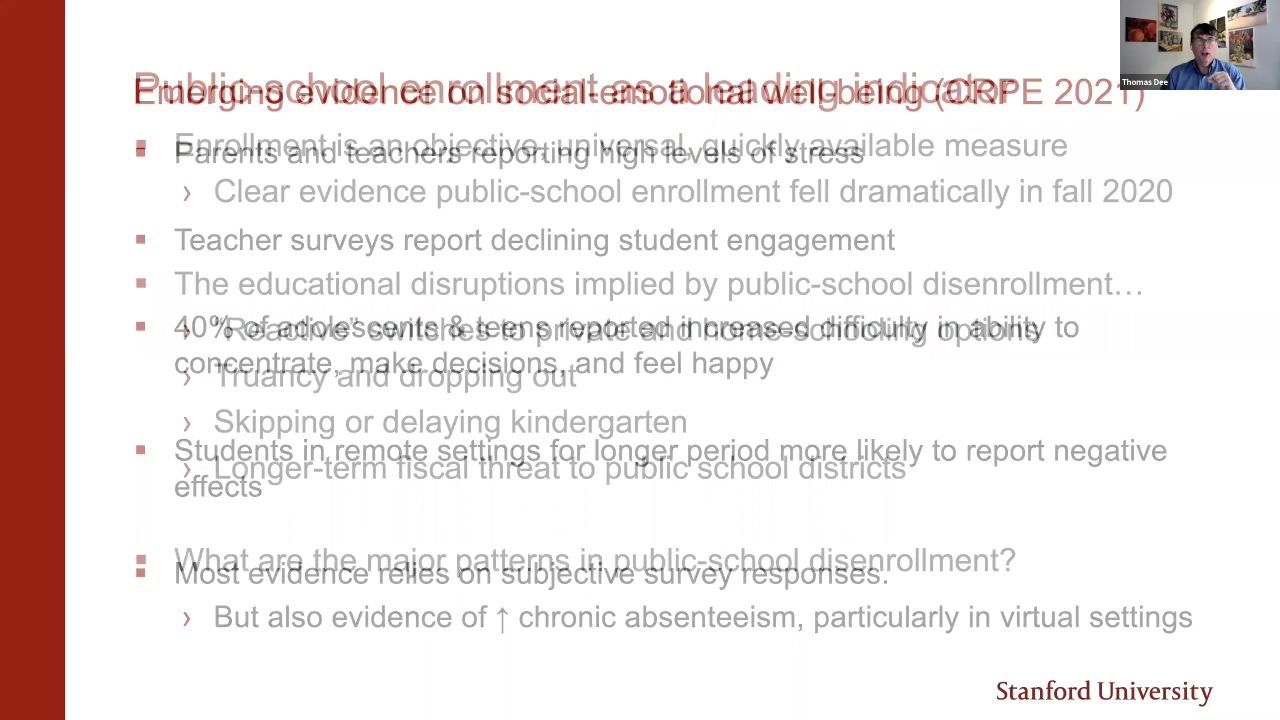 Thomas Dee
Public-school enrollment as a leading indicator
Emerging evidence on social-emotional well-being (CRPE 2021)
Enrollment is an objective, universal, quickly available measure
Parents and teachers reporting high levels of stress
› Clear evidence public-school enrollment fell dramatically in fall 2020
Teacher surveys report declining student engagement
The educational disruptions implied by public-school disenrollment…
40% of adolescents & teens reported increased difficulty in ability to
› "Reactive" switches to private and home-schooling options
concentrate, make decisions, and feel happy
› Truancy and dropping out
› Skipping or delaying kindergarten
Students in remote settings for longer period more likely to report negative
› Longer-term fiscal threat to public school districts
effects
What are the major patterns in public-school disenrollment?
Most evidence relies on subjective survey responses.
› But also evidence of ↑ chronic absenteeism, particularly in virtual settings
Stanford University